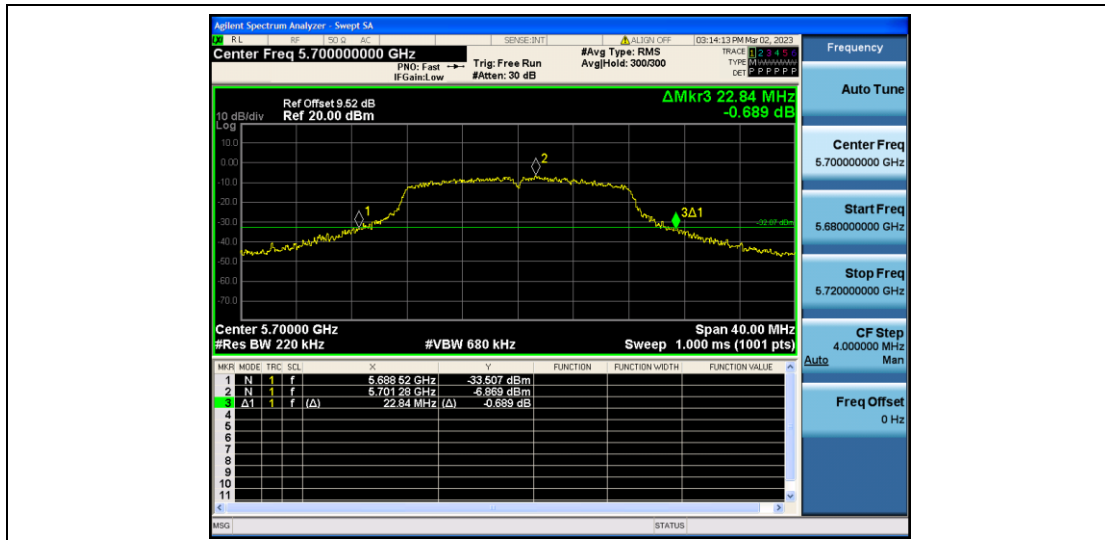 Agilent Spectrum Analyzer - Swept SA
RL RF 50 Ω AC SENSE:INT ALIGN OFF 03:14:13 PM Mar 02, 2023
Center Freq 5.700000000 GHz
PNO: Fast
IFGain:Low
Trig: Free Run
#Atten: 30 dB
#Avg Type: RMS
Avg|Hold: 300/300
TRACE 1 2 3 4 5 6
TYPE M
DET P P P P P P
Ref Offset 9.52 dB
Ref 20.00 dBm
10 dB/div
Log
ΔMkr3 22.84 MHz
-0.689 dB
10.0
0.00
-10.0
-20.0
-30.0
-40.0
-50.0
-60.0
-70.0
1
2
3Δ1
Center 5.70000 GHz Span 40.00 MHz
#Res BW 220 kHz #VBW 680 kHz Sweep 1.000 ms (1001 pts)
MKR MODE TRC SCL X Y FUNCTION FUNCTION WIDTH FUNCTION VALUE
1 N 1 f 5.688 52 GHz -33.507 dBm
2 N 1 f 5.701 28 GHz -6.869 dBm
3 Δ1 1 f (Δ) 22.84 MHz (Δ) -0.689 dB
4
5
6
7
8
9
10
11
MSG STATUS
Frequency
Auto Tune
Center Freq
5.700000000 GHz
Start Freq
5.680000000 GHz
Stop Freq
5.720000000 GHz
CF Step
4.000000 MHz
Auto Man
Freq Offset
0 Hz